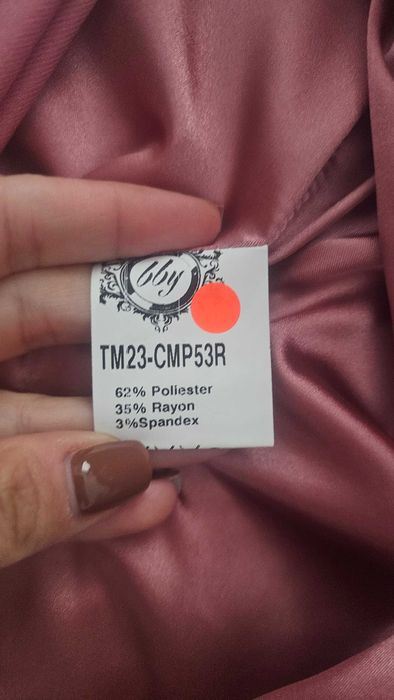 bby
TM23-CMP53R
62% Poliester
35% Rayon
3%Spandex